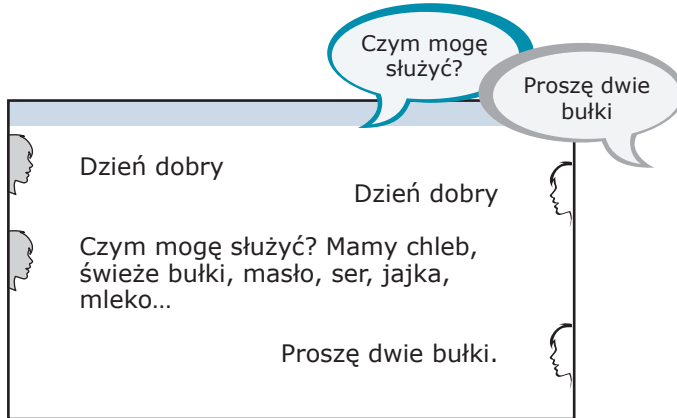 Czym mogę
służyć?
Proszę dwie
bułki
Dzień dobry
Dzień dobry
Czym mogę służyć? Mamy chleb,
świeże bułki, masło, ser, jajka,
mleko…
Proszę dwie bułki.